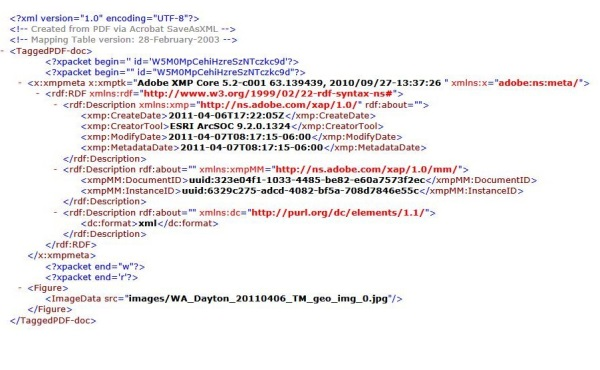 <?xml version="1.0" encoding="UTF-8"?>
<!-- Created from PDF via Acrobat SaveAsXML -->
<!-- Mapping Table version: 28-February-2003 -->
- <TaggedPDF-doc>
<?xpacket begin='' id='W5M0MpCehiHzreSzNTczkc9d'?>
<?xpacket begin="" id="W5M0MpCehiHzreSzNTczkc9d"?>
- <x:xmpmeta x:xmptk="Adobe XMP Core 5.2-c001 63.139439, 2010/09/27-13:37:26 " xmlns:x="adobe:ns:meta/">
- <rdf:RDF xmlns:rdf="http://www.w3.org/1999/02/22-rdf-syntax-ns#">
- <rdf:Description xmlns:xmp="http://ns.adobe.com/xap/1.0/" rdf:about="">
<xmp:CreateDate>2011-04-06T17:22:05Z</xmp:CreateDate>
<xmp:CreatorTool>ESRI ArcSOC 9.2.0.1324</xmp:CreatorTool>
<xmp:ModifyDate>2011-04-07T08:17:15-06:00</xmp:ModifyDate>
<xmp:MetadataDate>2011-04-07T08:17:15-06:00</xmp:MetadataDate>
</rdf:Description>
- <rdf:Description rdf:about="" xmlns:xmpMM="http://ns.adobe.com/xap/1.0/mm/">
<xmpMM:DocumentID>uuid:323e04f1-1033-4485-be82-e60a7573f2ec</xmpMM:DocumentID>
<xmpMM:InstanceID>uuid:6329c275-adcd-4082-bf5a-708d7846e55c</xmpMM:InstanceID>
</rdf:Description>
- <rdf:Description rdf:about="" xmlns:dc="http://purl.org/dc/elements/1.1/">
<dc:format>xml</dc:format>
</rdf:Description>
</rdf:RDF>
</x:xmpmeta>
<?xpacket end="w"?>
<?xpacket end='r'?>
- <Figure>
<ImageData src="images/WA_Dayton_20110406_TM_geo_img_0.jpg"/>
</Figure>
</TaggedPDF-doc>